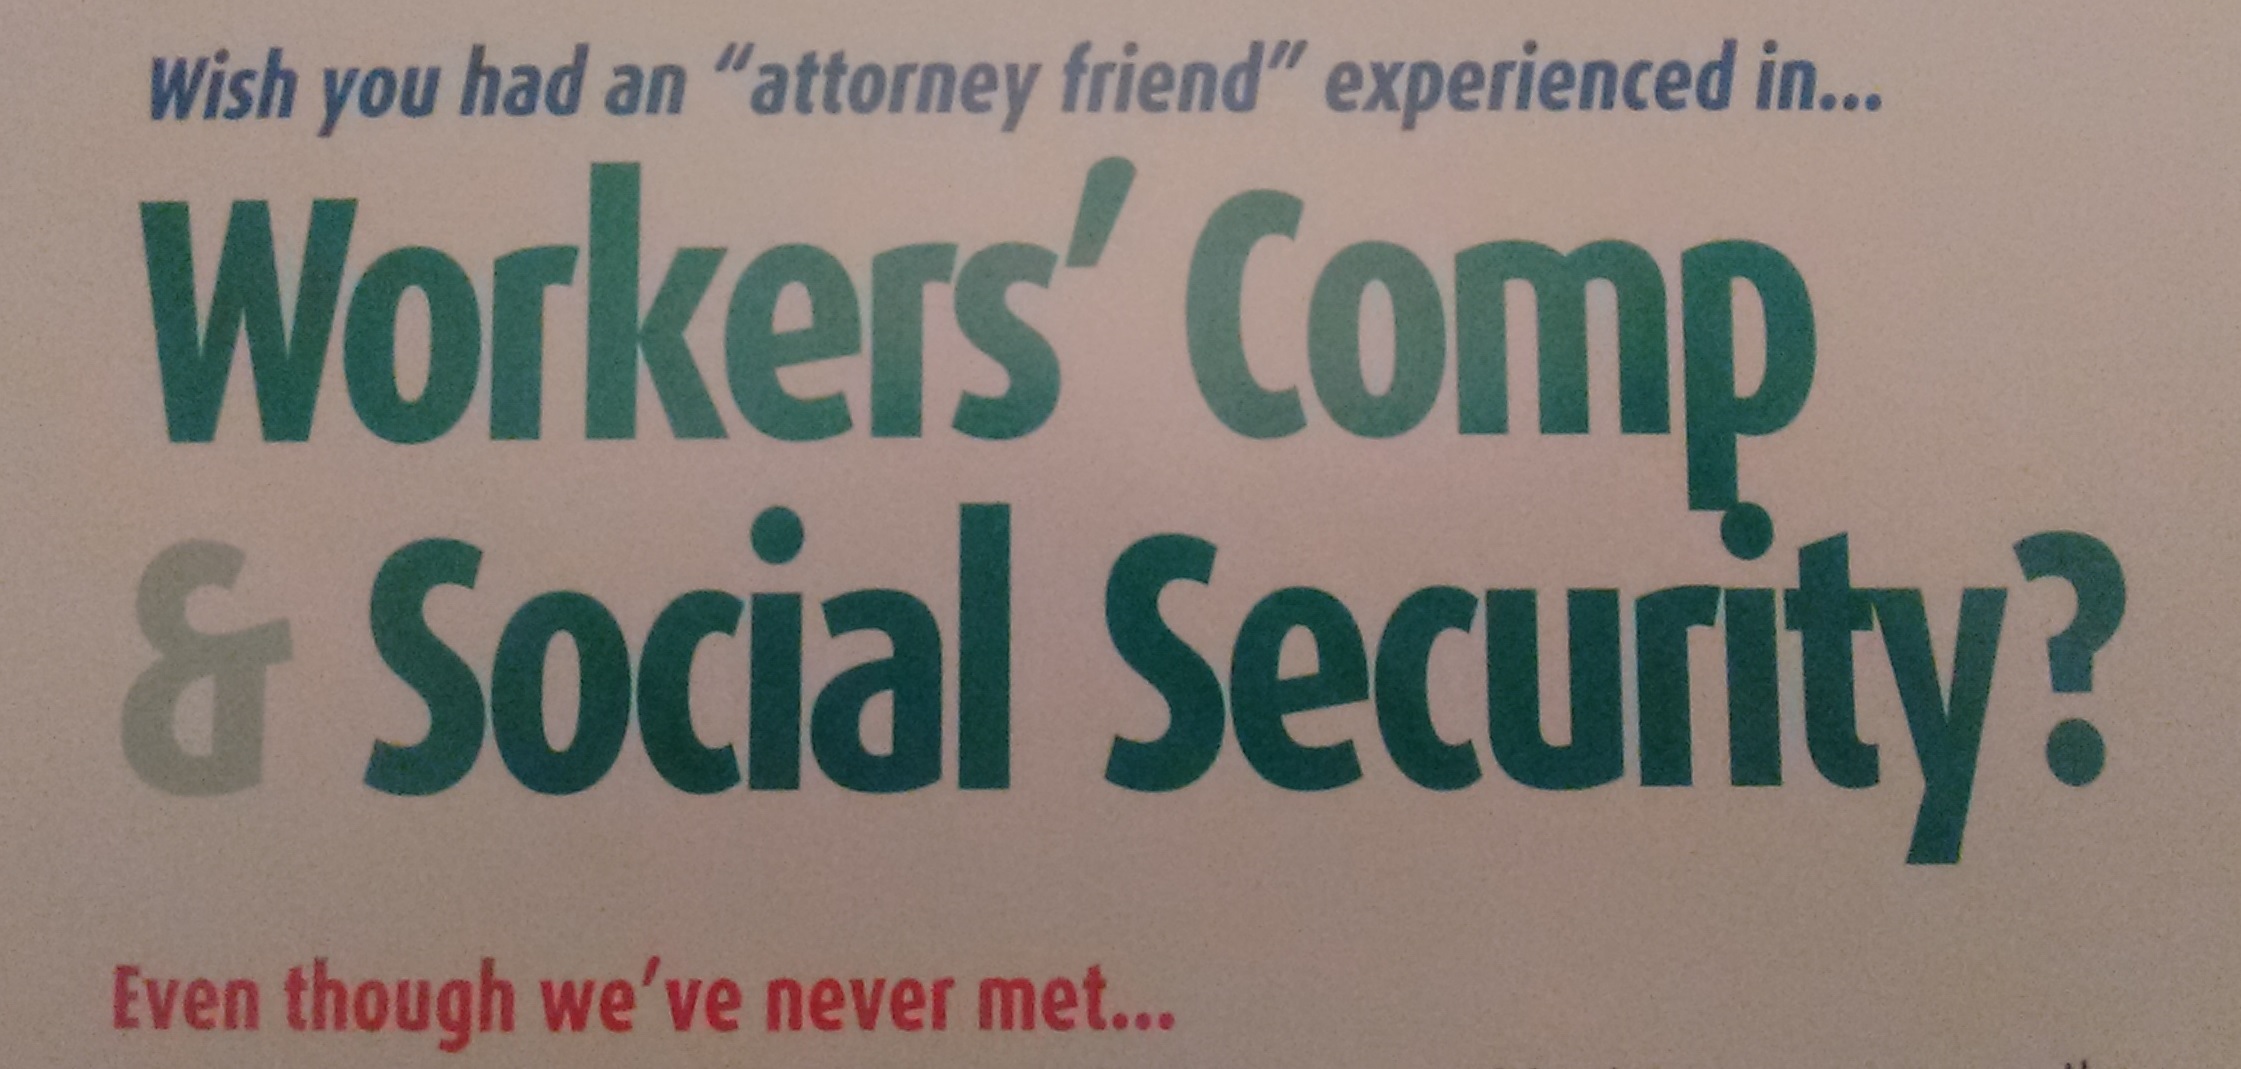 Wish you had an “attorney friend” experienced in...
Workers’ Comp
& Social Security?
Even though we’ve never met...